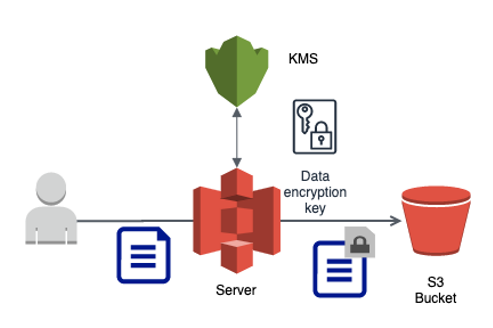 KMS
Data
encryption
key
Server
S3
Bucket